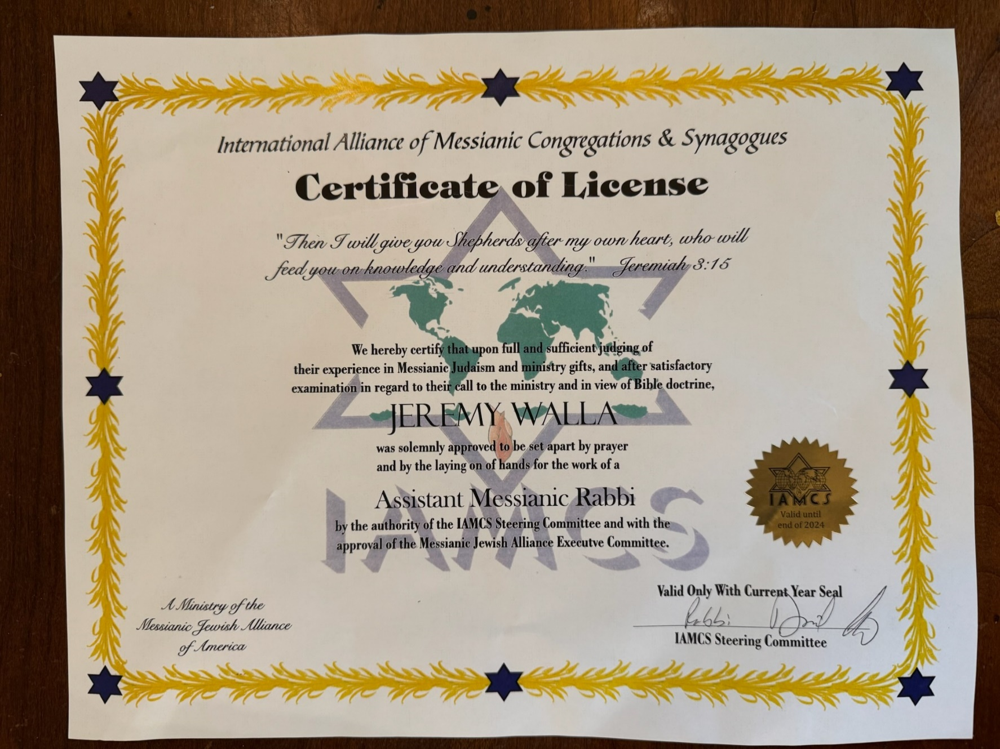 International Alliance of Messianic Congregations & Synagogues
Certificate of License
"Then I will give you Shepherds after my own heart, who will
feed you on knowledge and understanding." Jeremiah 3:15
We hereby certify that upon full and sufficient judging of
their experience in Messianic Judaism and ministry gifts, and after satisfactory
examination in regard to their call to the ministry and in view of Bible doctrine,
JEREMY WALLA
was solemnly approved to be set apart by prayer
and by the laying on of hands for the work of a
Assistant Messianic Rabbi
by the authority of the IAMCS Steering Committee and with the
approval of the Messianic Jewish Alliance Executve Committee.
IAMCS
IAMCS
Valid until
end of 2024
A Ministry of the
Messianic Jewish Alliance
of America
Valid Only With Current Year Seal
Rabbi David
IAMCS Steering Committee